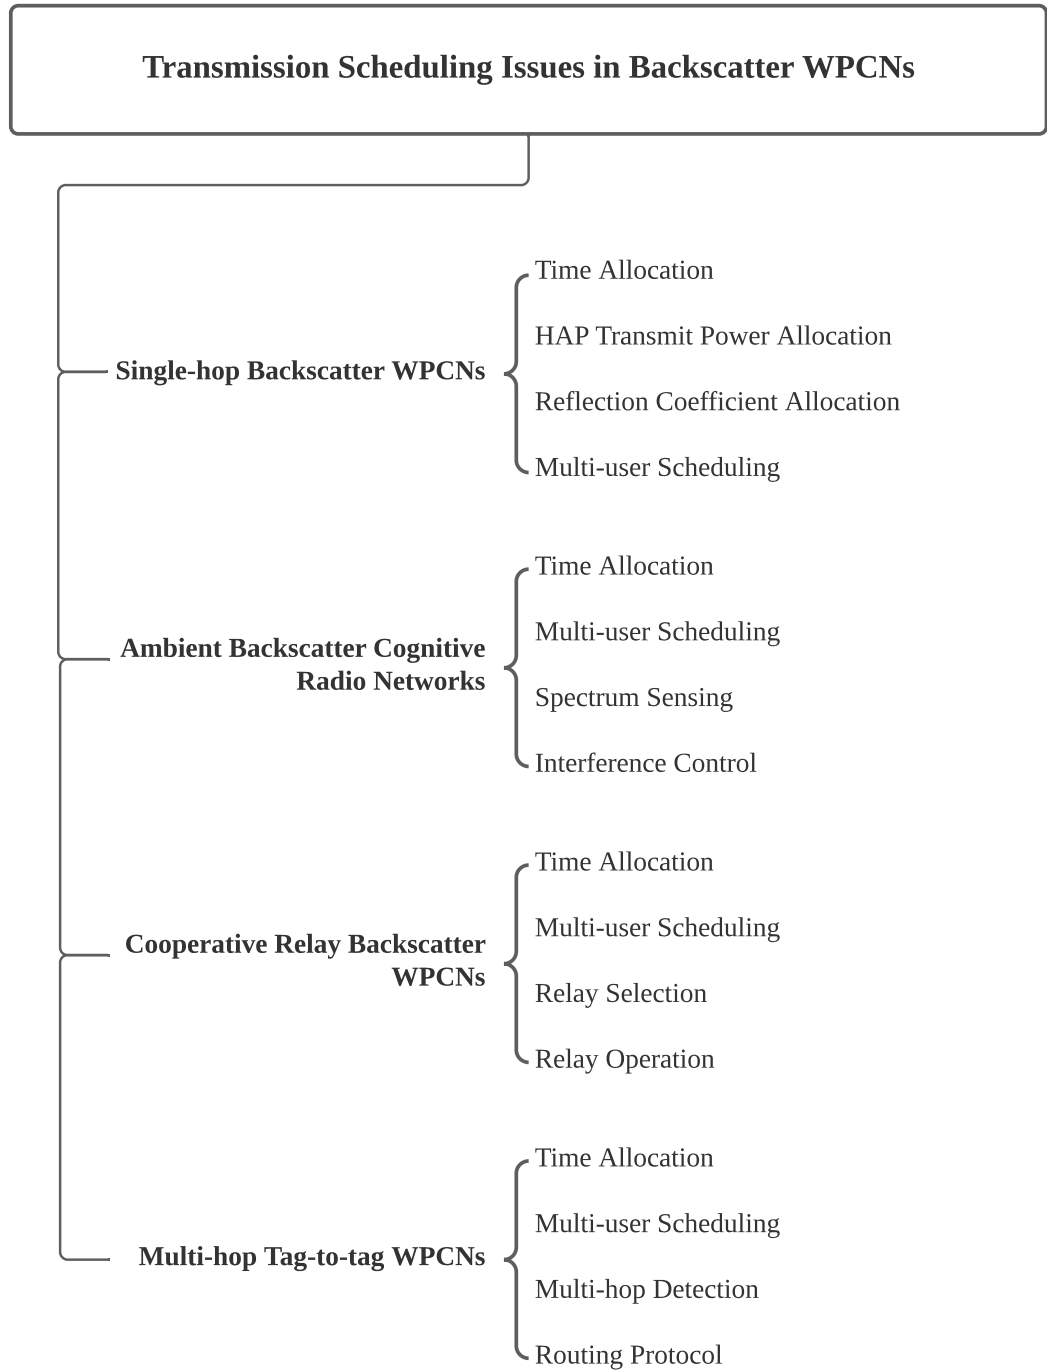 Transmission Scheduling Issues in Backscatter WPCNs
Single-hop Backscatter WPCNs
Time Allocation
HAP Transmit Power Allocation
Reflection Coefficient Allocation
Multi-user Scheduling
Ambient Backscatter Cognitive
Radio Networks
Time Allocation
Multi-user Scheduling
Spectrum Sensing
Interference Control
Cooperative Relay Backscatter
WPCNs
Time Allocation
Multi-user Scheduling
Relay Selection
Relay Operation
Multi-hop Tag-to-tag WPCNs
Time Allocation
Multi-user Scheduling
Multi-hop Detection
Routing Protocol